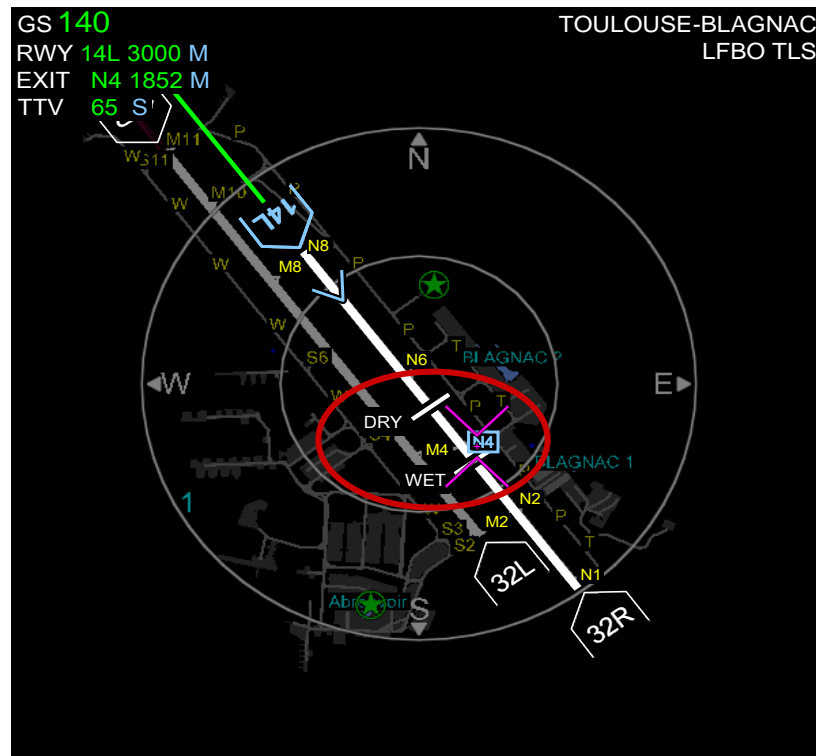 GS 140
TOULOUSE-BLAGNAC
RWY 14L 3000 M
LFBO TLS
EXIT N4 1852 M
TTV 65 S
P
M11
W
S11
N
M10
P
W
14L
N8
W
M8
P
W
P
N6
T
S6
BLAGNAC 2
W
E
W
P
T
DRY
N4
M4
BLAGNAC 1
P
WET
1
N2
W
M2
P
S3
S2
T
32L
N1
S
32R